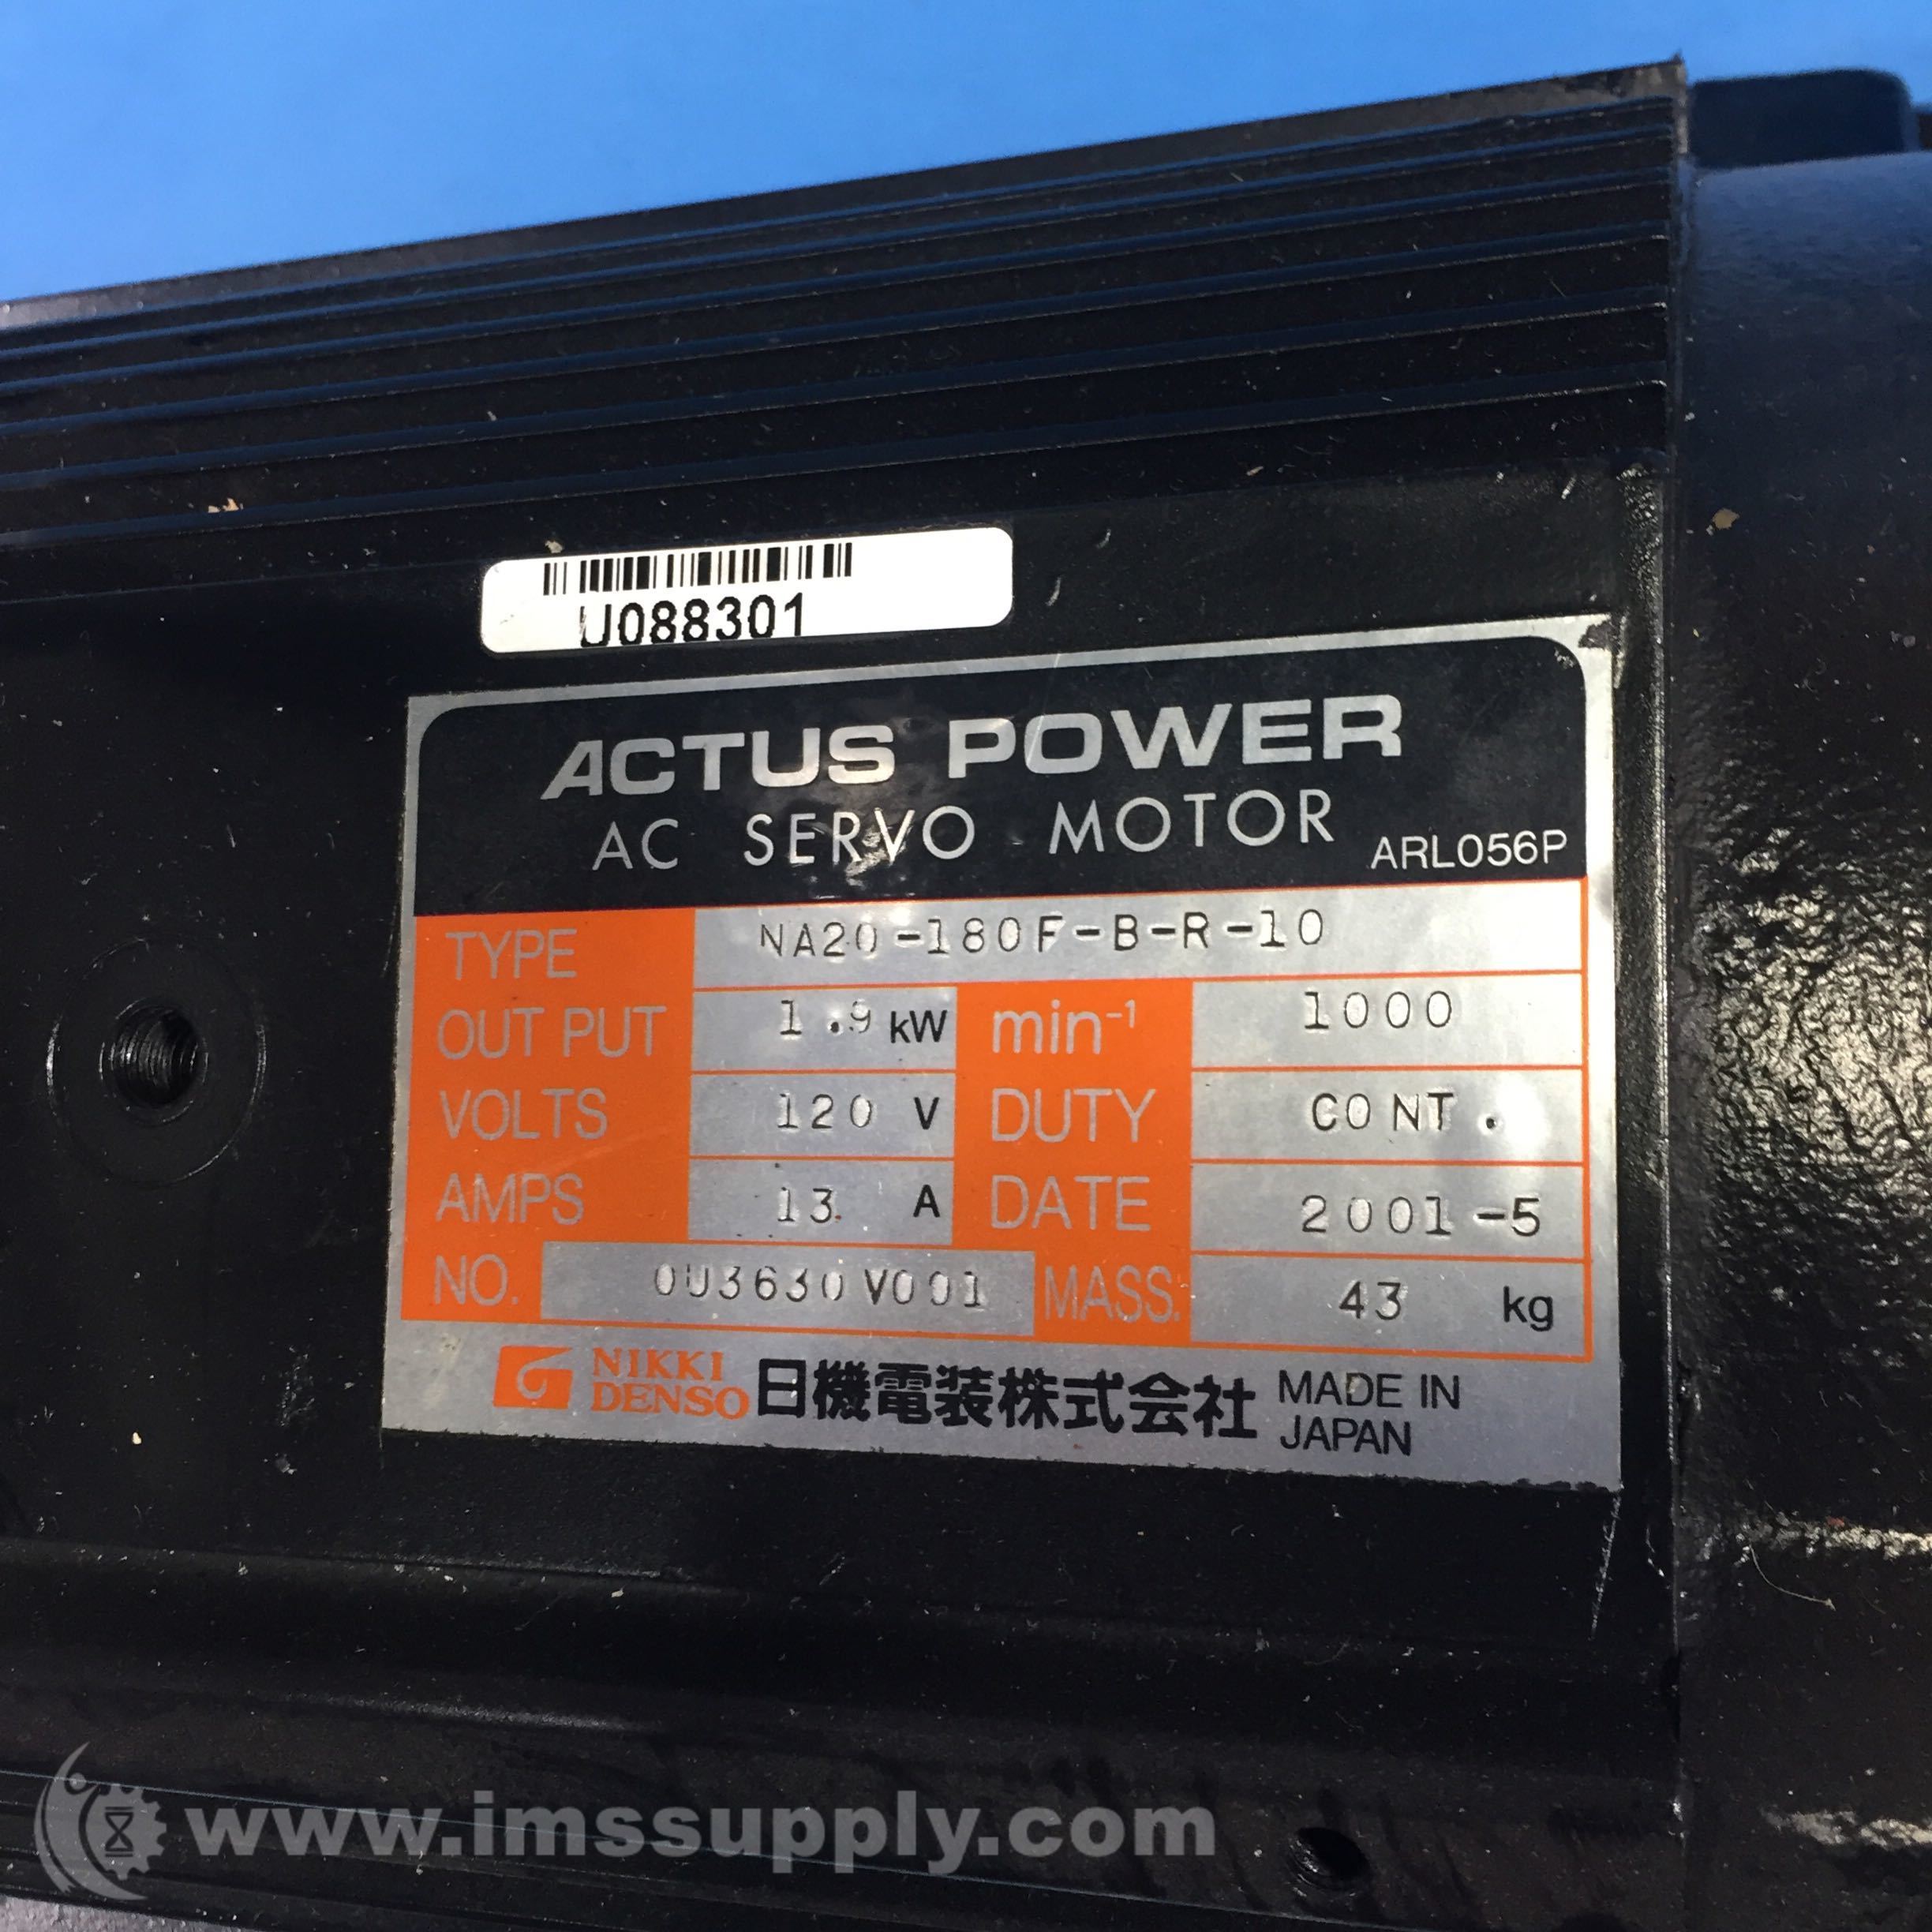 U088301
ACTUS POWER
AC SERVO MOTOR ARL056P
TYPE NA20-180F-B-R-10
OUTPUT 1.9 kW min⁻¹ 1000
VOLTS 120 V DUTY CONT.
AMPS 13 A DATE 2001-5
NO. 0U3630V001 MASS. 43 kg
NIKKI DENSO 日機電装株式会社 MADE IN JAPAN
www.imssupply.com